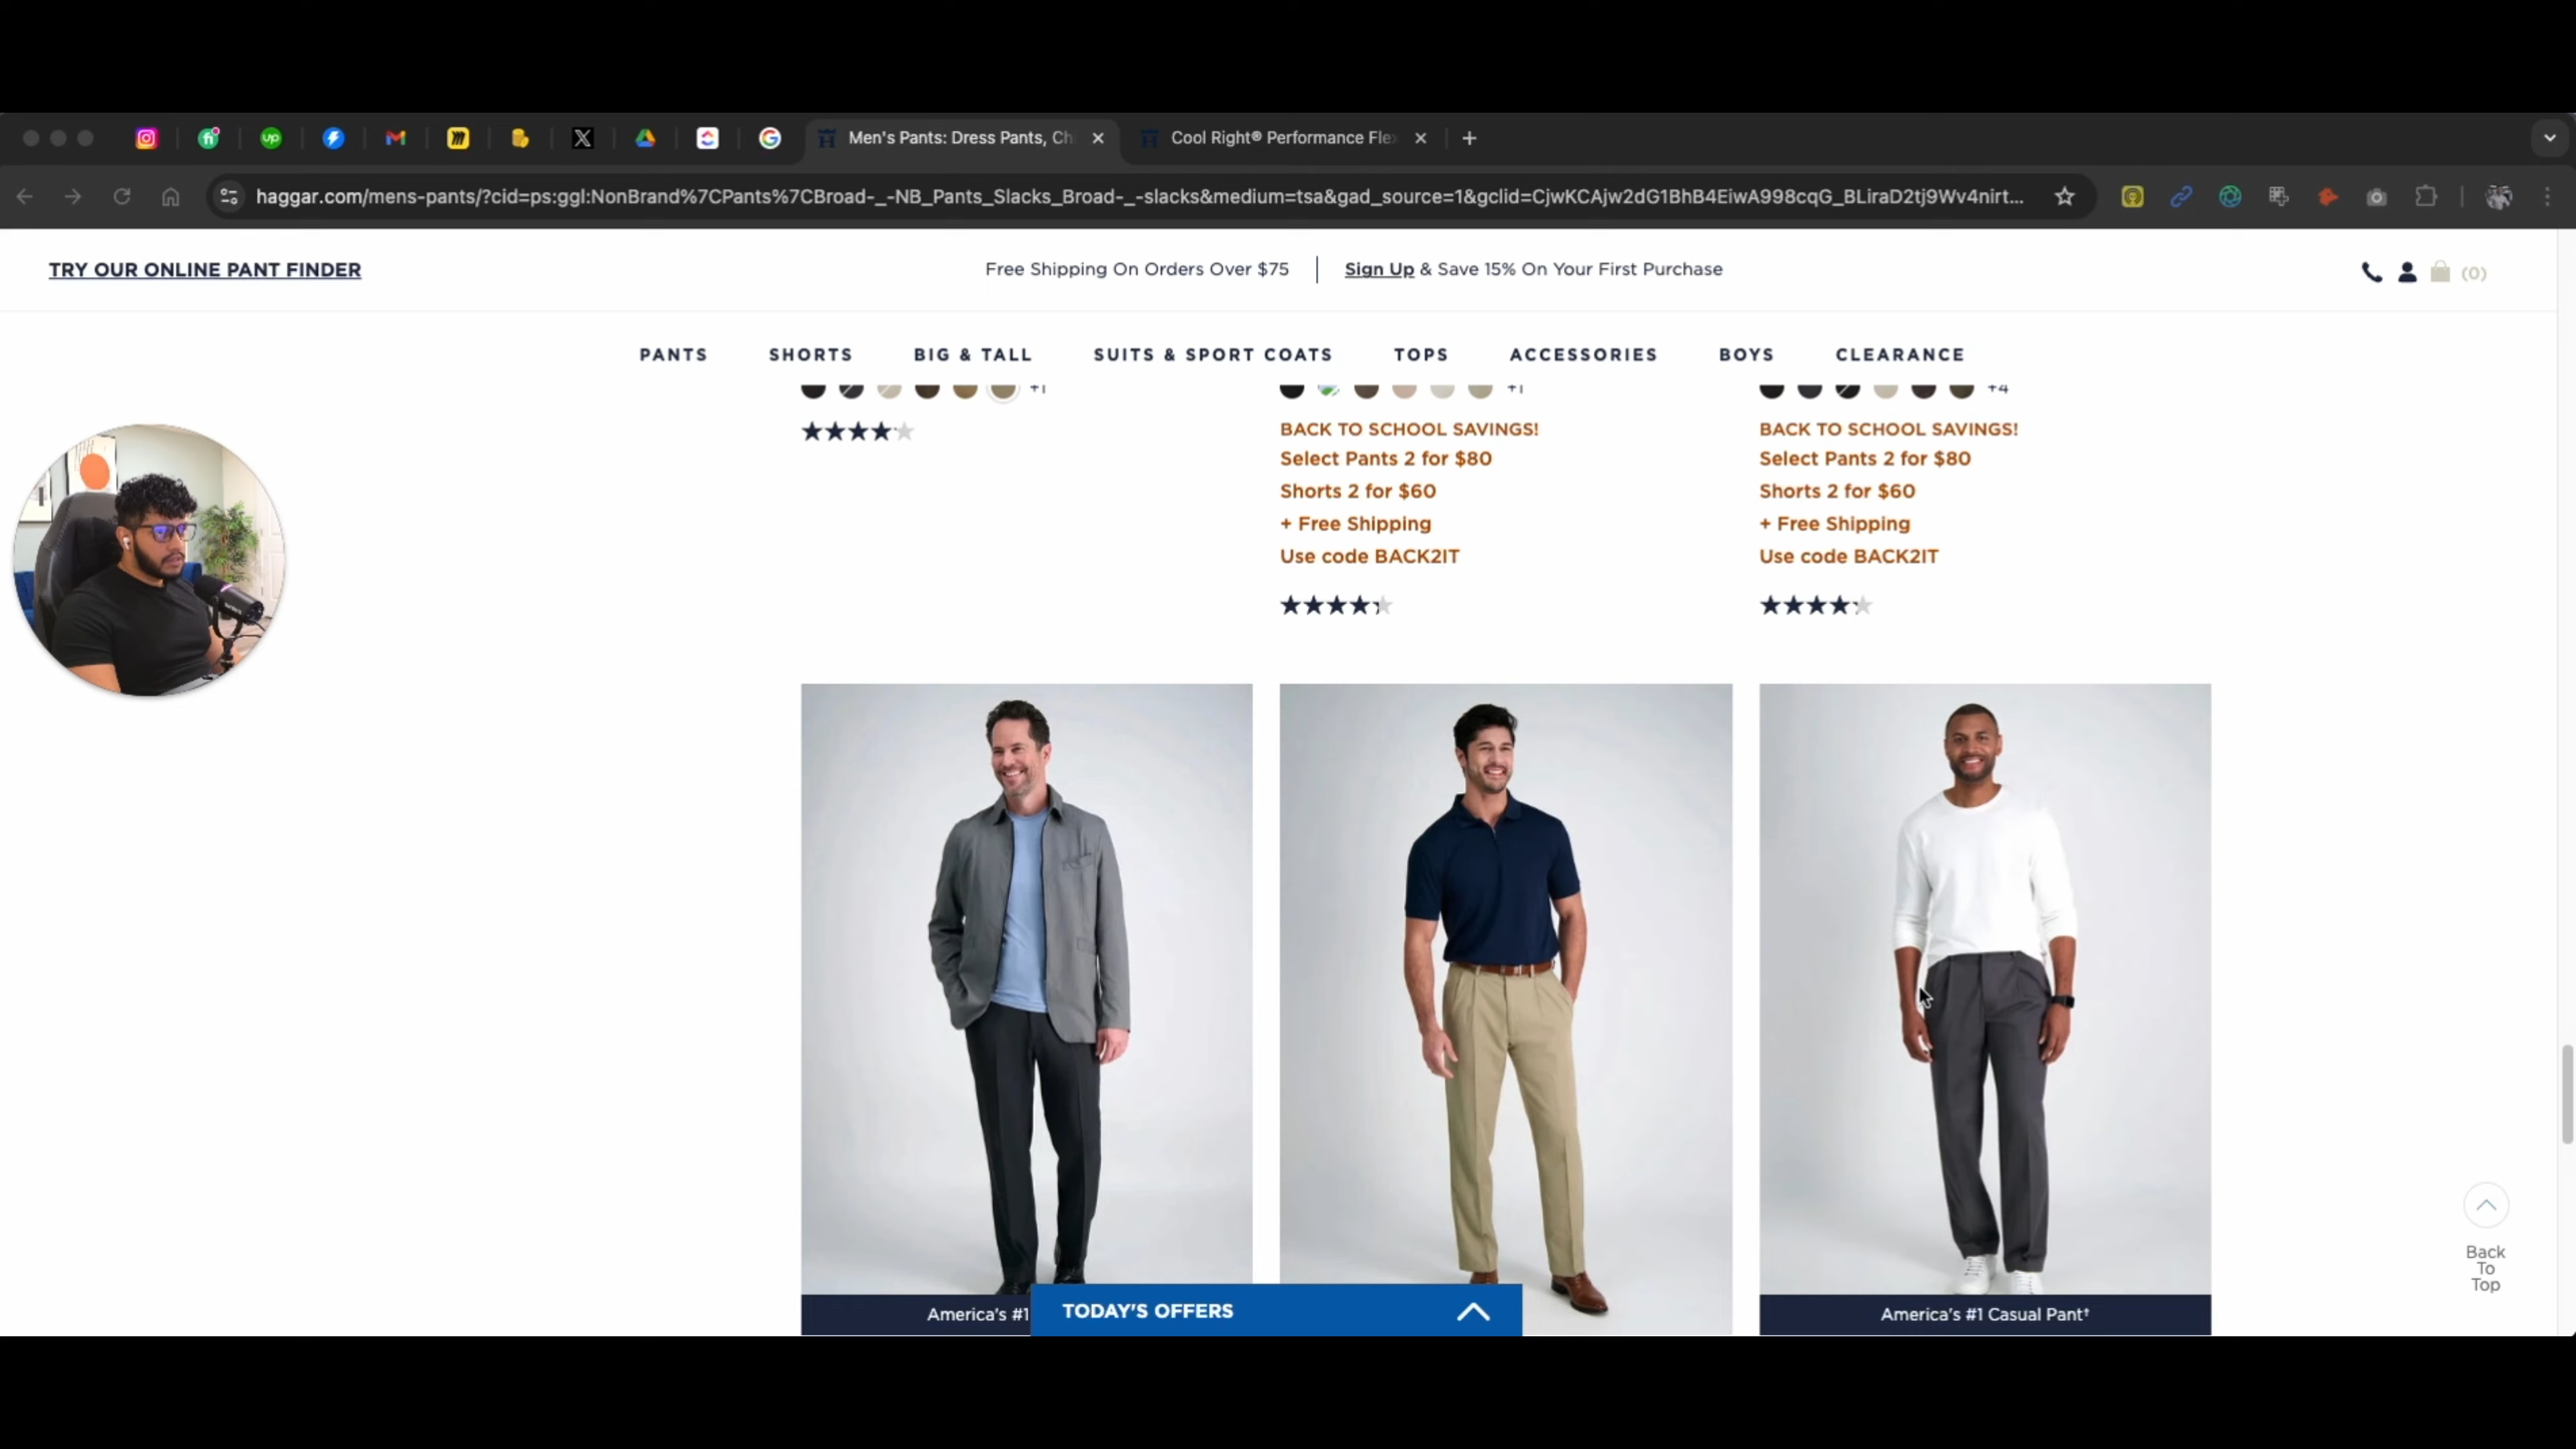 Men's Pants: Dress Pants, Ch
Cool Right® Performance Fle
haggar.com/mens-pants/?cid=ps:ggl:NonBrand%7CPants%7CBroad-_-NB_Pants_Slacks_Broad-_-slacks&medium=tsa&gad_source=1&gclid=CjwKCAjw2dG1BhB4EiwA998cqG_BLiraD2tj9Wv4nirt...
TRY OUR ONLINE PANT FINDER
Free Shipping On Orders Over $75
Sign Up & Save 15% On Your First Purchase
(0)
PANTS SHORTS BIG & TALL SUITS & SPORT COATS TOPS ACCESSORIES BOYS CLEARANCE
+1
+1
+4
BACK TO SCHOOL SAVINGS!
Select Pants 2 for $80
Shorts 2 for $60
+ Free Shipping
Use code BACK2IT
BACK TO SCHOOL SAVINGS!
Select Pants 2 for $80
Shorts 2 for $60
+ Free Shipping
Use code BACK2IT
America's #1
TODAY'S OFFERS
America's #1 Casual Pant†
Back
To
Top